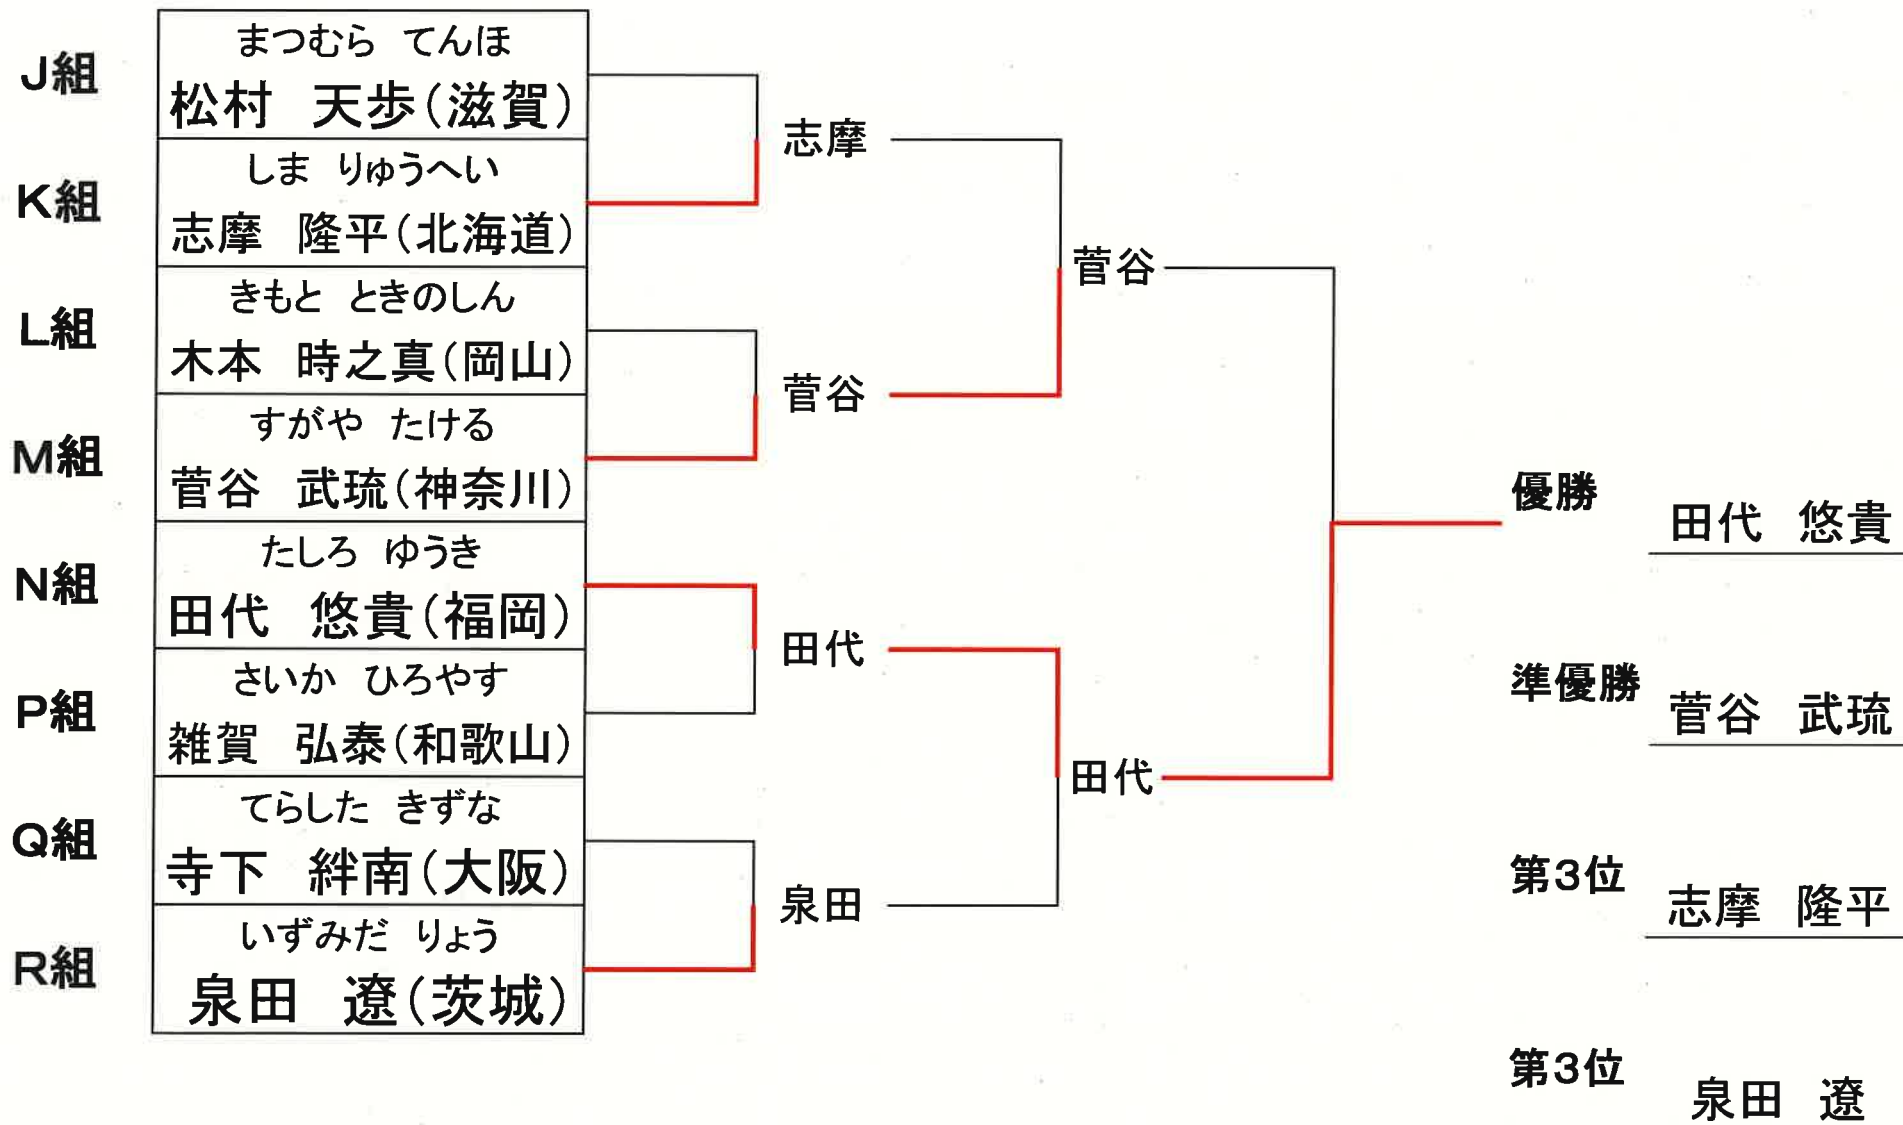 J組
まつむら てんほ
松村 天歩(滋賀)
K組
しま りゅうへい
志摩 隆平(北海道)
L組
きもと ときのしん
木本 時之真(岡山)
M組
すがや たける
菅谷 武琉(神奈川)
N組
たしろ ゆうき
田代 悠貴(福岡)
P組
さいか ひろやす
雑賀 弘泰(和歌山)
Q組
てらした きずな
寺下 絆南(大阪)
R組
いずみだ りょう
泉田 遼(茨城)
志摩
菅谷
田代
泉田
菅谷
田代
優勝 田代 悠貴
準優勝 菅谷 武琉
第3位 志摩 隆平
第3位 泉田 遼